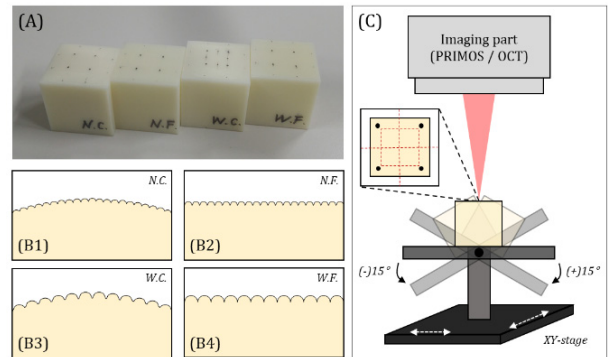 (A)
N.C.
N.F.
W.C.
W.F.
N.C.
(B1)
N.F.
(B2)
W.C.
(B3)
W.F.
(B4)
(C)
Imaging part
(PRIMOS / OCT)
(-)15°
(+)15°
XY-stage